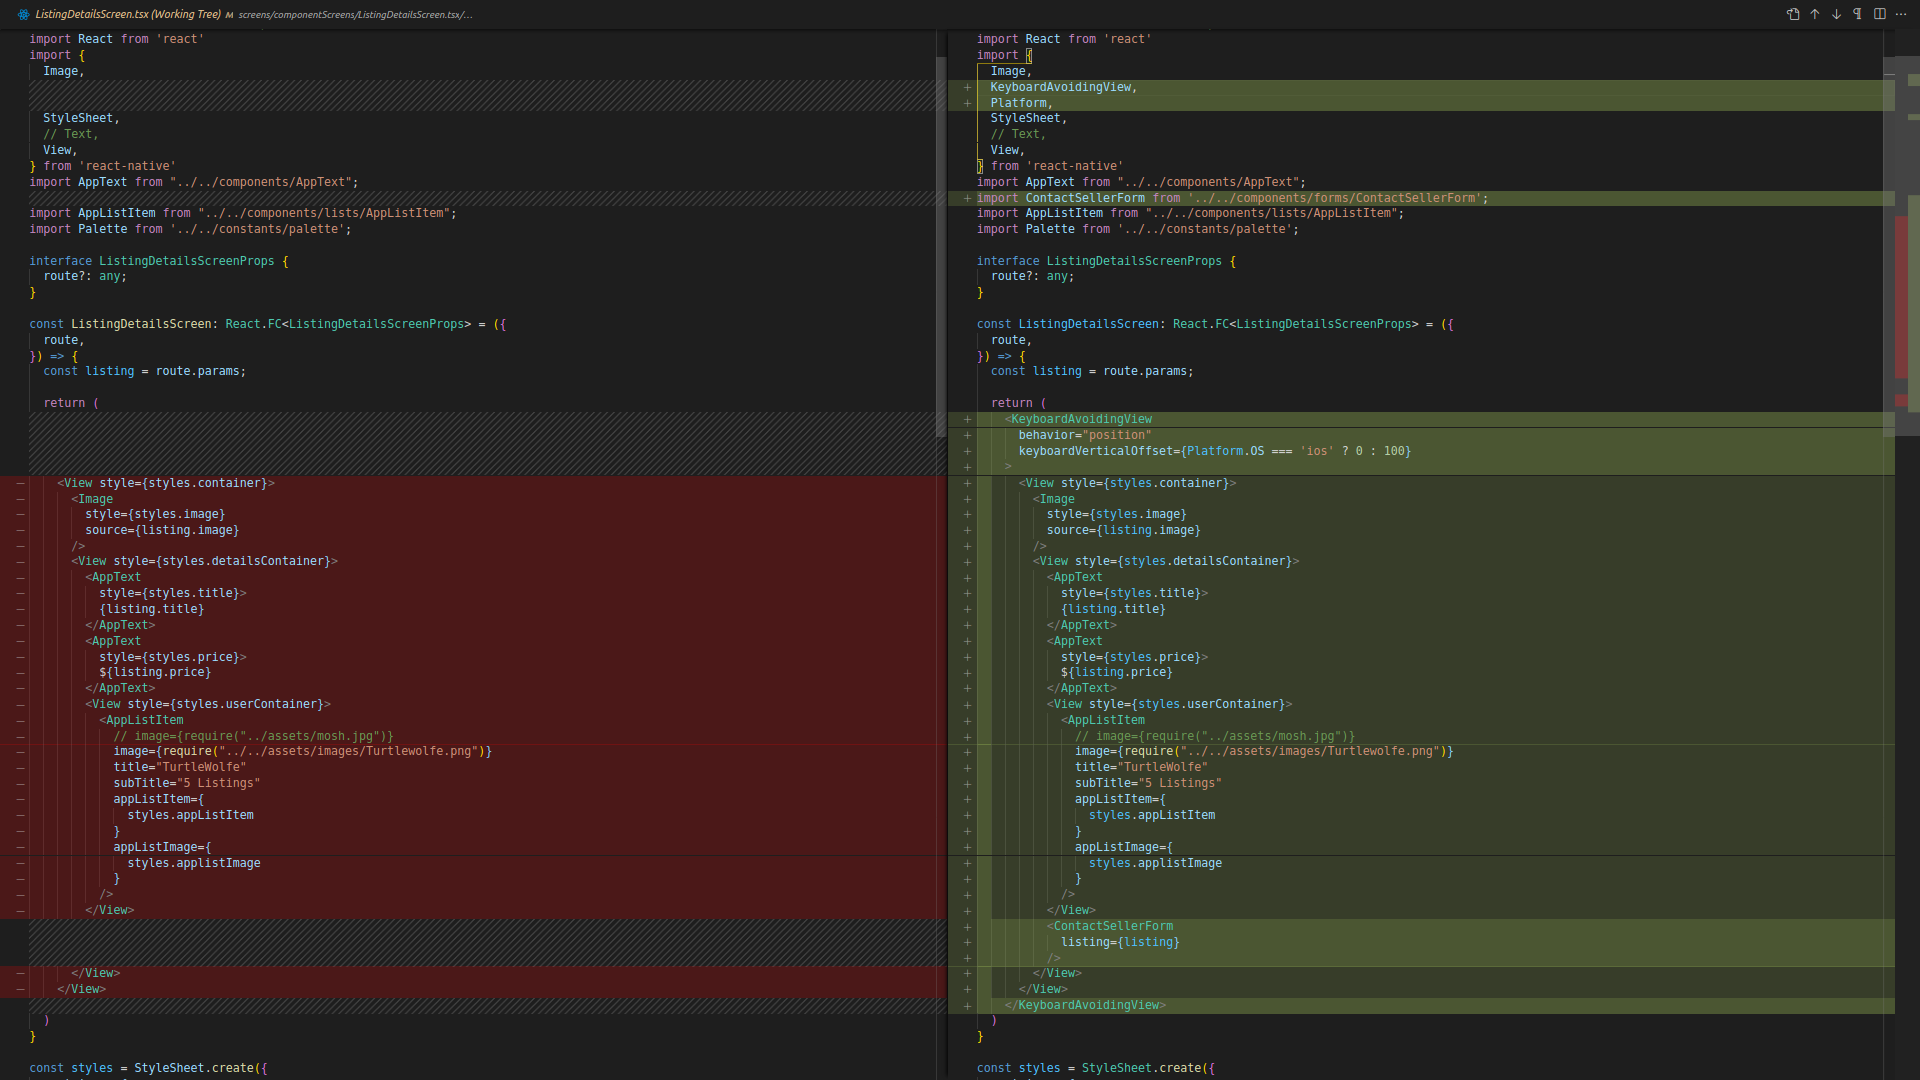 ListingDetailsScreen.tsx (Working Tree) M screens/componentScreens/ListingDetailsScreen.tsx/...
import React from 'react'
import {
  Image,
  StyleSheet,
  // Text,
  View,
} from 'react-native'
import AppText from "../../components/AppText";
import AppListItem from "../../components/lists/AppListItem";
import Palette from '../../constants/palette';

interface ListingDetailsScreenProps {
  route?: any;
}

const ListingDetailsScreen: React.FC<ListingDetailsScreenProps> = ({
  route,
}) => {
  const listing = route.params;

  return (
—    <View style={styles.container}>
—      <Image
—        style={styles.image}
—        source={listing.image}
—      />
—      <View style={styles.detailsContainer}>
—        <AppText
—          style={styles.title}>
—          {listing.title}
—        </AppText>
—        <AppText
—          style={styles.price}>
—          ${listing.price}
—        </AppText>
—        <View style={styles.userContainer}>
—          <AppListItem
—            // image={require("../assets/mosh.jpg")}
—            image={require("../../assets/images/Turtlewolfe.png")}
—            title="TurtleWolfe"
—            subTitle="5 Listings"
—            appListItem={
—              styles.appListItem
—            }
—            appListImage={
—              styles.applistImage
—            }
—          />
—        </View>
—      </View>
—    </View>
  )
}

const styles = StyleSheet.create({
import React from 'react'
import {
  Image,
+  KeyboardAvoidingView,
+  Platform,
  StyleSheet,
  // Text,
  View,
} from 'react-native'
import AppText from "../../components/AppText";
+import ContactSellerForm from '../../components/forms/ContactSellerForm';
import AppListItem from "../../components/lists/AppListItem";
import Palette from '../../constants/palette';

interface ListingDetailsScreenProps {
  route?: any;
}

const ListingDetailsScreen: React.FC<ListingDetailsScreenProps> = ({
  route,
}) => {
  const listing = route.params;

  return (
+    <KeyboardAvoidingView
+      behavior="position"
+      keyboardVerticalOffset={Platform.OS === 'ios' ? 0 : 100}
+    >
+      <View style={styles.container}>
+        <Image
+          style={styles.image}
+          source={listing.image}
+        />
+        <View style={styles.detailsContainer}>
+          <AppText
+            style={styles.title}>
+            {listing.title}
+          </AppText>
+          <AppText
+            style={styles.price}>
+            ${listing.price}
+          </AppText>
+          <View style={styles.userContainer}>
+            <AppListItem
+              // image={require("../assets/mosh.jpg")}
+              image={require("../../assets/images/Turtlewolfe.png")}
+              title="TurtleWolfe"
+              subTitle="5 Listings"
+              appListItem={
+                styles.appListItem
+              }
+              appListImage={
+                styles.applistImage
+              }
+            />
+          </View>
+          <ContactSellerForm
+            listing={listing}
+          />
+        </View>
+      </View>
+    </KeyboardAvoidingView>
  )
}

const styles = StyleSheet.create({